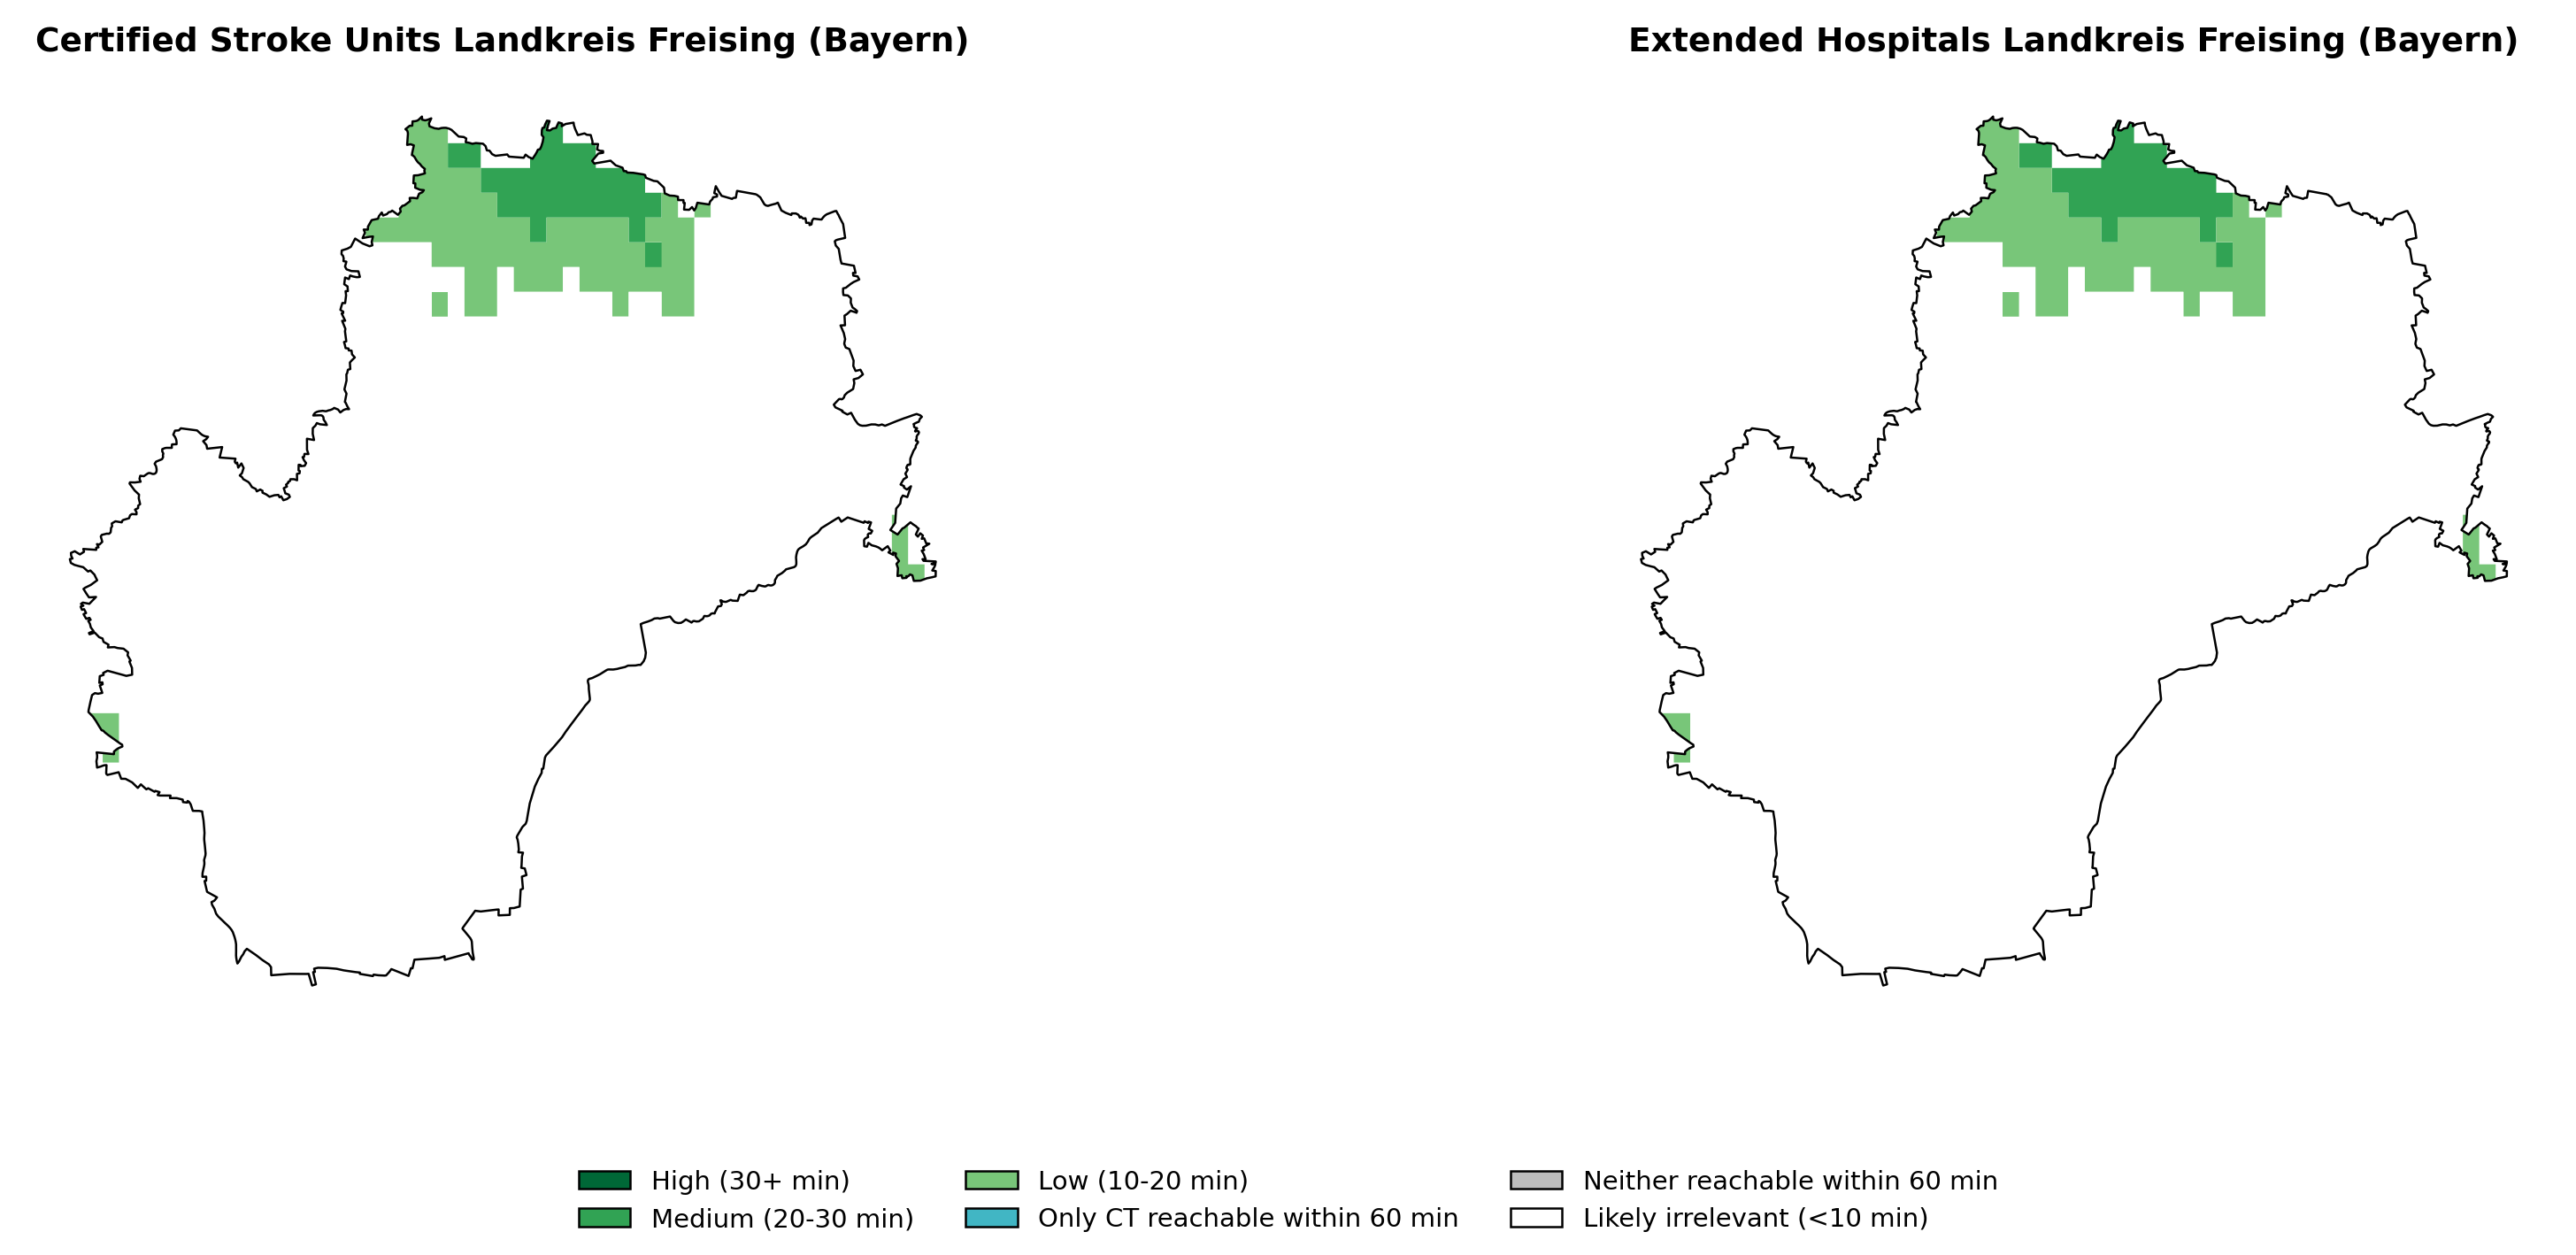 Certified Stroke Units Landkreis Freising (Bayern)
Extended Hospitals Landkreis Freising (Bayern)
High (30+ min)
Medium (20-30 min)
Low (10-20 min)
Only CT reachable within 60 min
Neither reachable within 60 min
Likely irrelevant (<10 min)